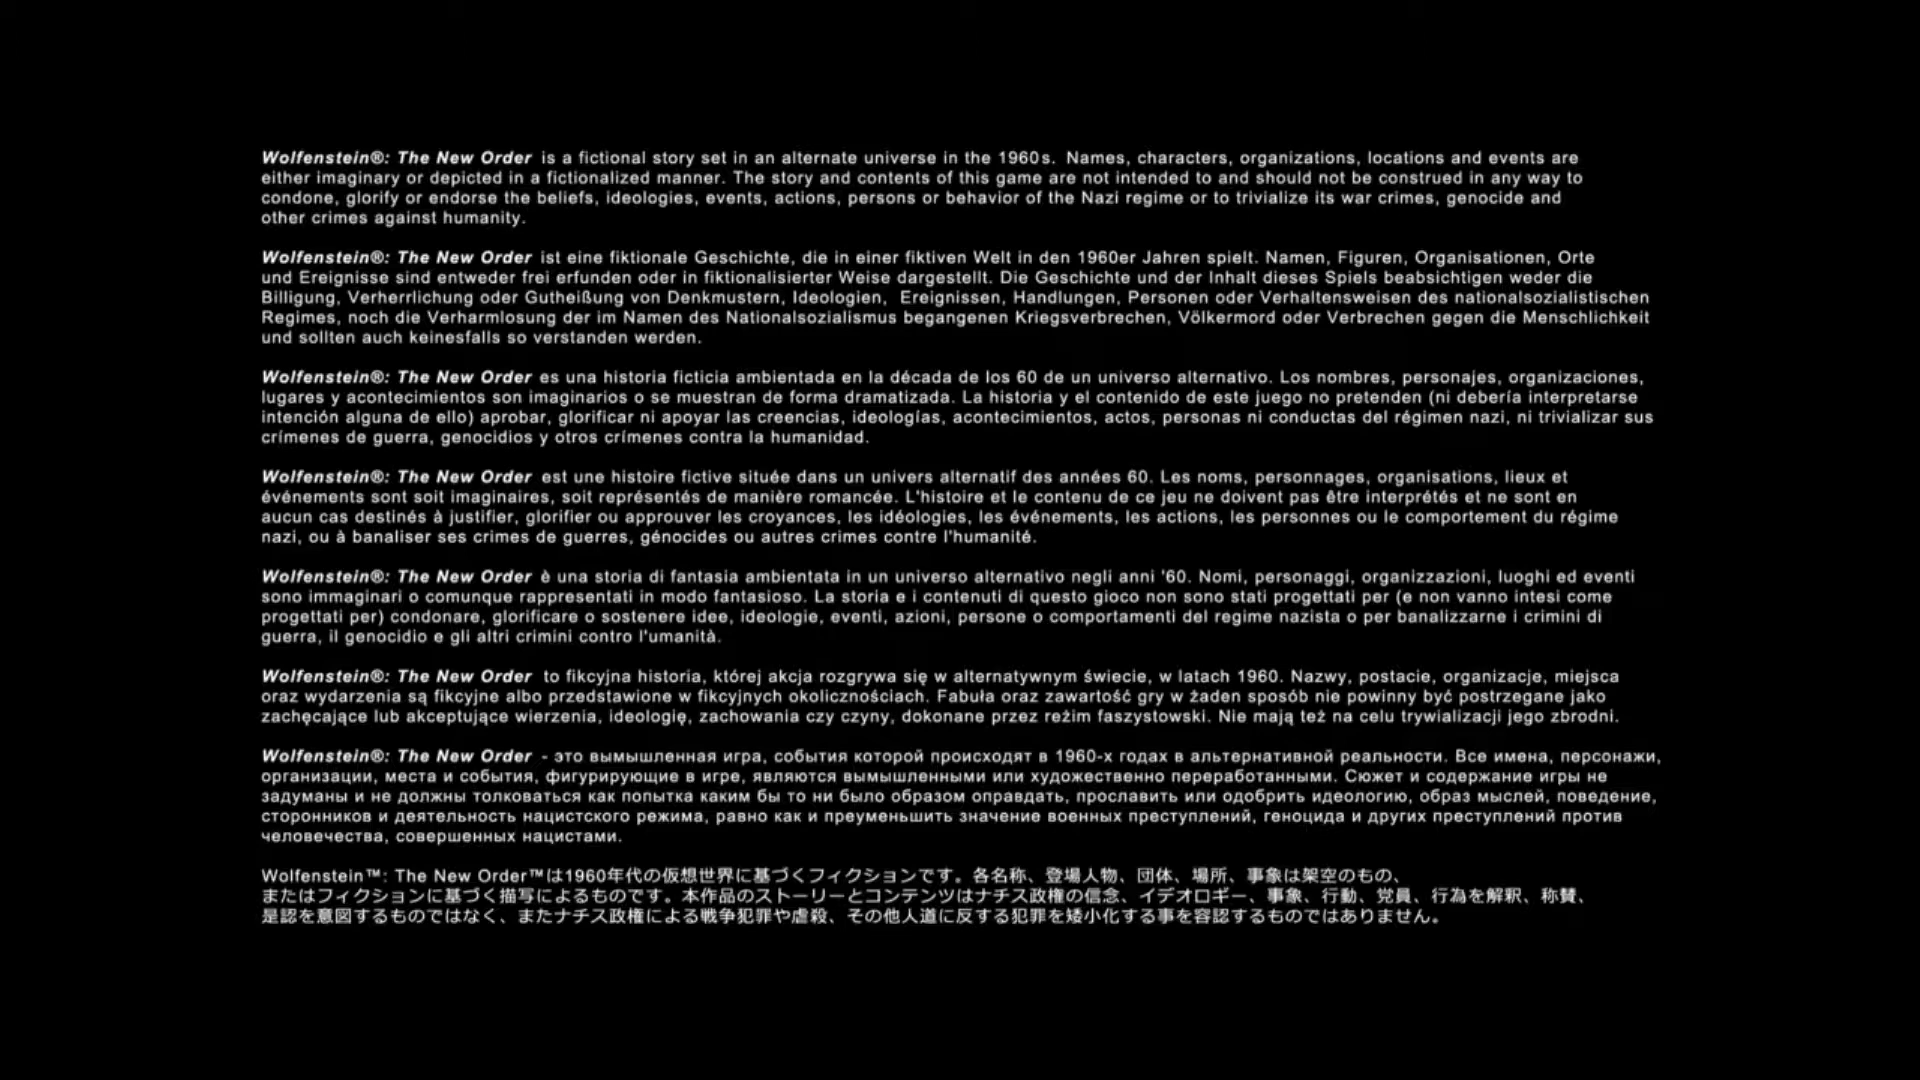 Wolfenstein®: The New Order is a fictional story set in an alternate universe in the 1960s. Names, characters, organizations, locations and events are
either imaginary or depicted in a fictionalized manner. The story and contents of this game are not intended to and should not be construed in any way to
condone, glorify or endorse the beliefs, ideologies, events, actions, persons or behavior of the Nazi regime or to trivialize its war crimes, genocide and
other crimes against humanity.
Wolfenstein®: The New Order ist eine fiktionale Geschichte, die in einer fiktiven Welt in den 1960er Jahren spielt. Namen, Figuren, Organisationen, Orte
und Ereignisse sind entweder frei erfunden oder in fiktionalisierter Weise dargestellt. Die Geschichte und der Inhalt dieses Spiels beabsichtigen weder die
Billigung, Verherrlichung oder Gutheißung von Denkmustern, Ideologien, Ereignissen, Handlungen, Personen oder Verhaltensweisen des nationalsozialistischen
Regimes, noch die Verharmlosung der im Namen des Nationalsozialismus begangenen Kriegsverbrechen, Völkermord oder Verbrechen gegen die Menschlichkeit
und sollten auch keinesfalls so verstanden werden.
Wolfenstein®: The New Order es una historia ficticia ambientada en la década de los 60 de un universo alternativo. Los nombres, personajes, organizaciones,
lugares y acontecimientos son imaginarios o se muestran de forma dramatizada. La historia y el contenido de este juego no pretenden (ni debería interpretarse
intención alguna de ello) aprobar, glorificar ni apoyar las creencias, ideologías, acontecimientos, actos, personas ni conductas del régimen nazi, ni trivializar sus
crímenes de guerra, genocidios y otros crímenes contra la humanidad.
Wolfenstein®: The New Order est une histoire fictive située dans un univers alternatif des années 60. Les noms, personnages, organisations, lieux et
événements sont soit imaginaires, soit représentés de manière romancée. L'histoire et le contenu de ce jeu ne doivent pas être interprétés et ne sont en
aucun cas destinés à justifier, glorifier ou approuver les croyances, les idéologies, les événements, les actions, les personnes ou le comportement du régime
nazi, ou à banaliser ses crimes de guerres, génocides ou autres crimes contre l'humanité.
Wolfenstein®: The New Order è una storia di fantasia ambientata in un universo alternativo negli anni '60. Nomi, personaggi, organizzazioni, luoghi ed eventi
sono immaginari o comunque rappresentati in modo fantasioso. La storia e i contenuti di questo gioco non sono stati progettati per (e non vanno intesi come
progettati per) condonare, glorificare o sostenere idee, ideologie, eventi, azioni, persone o comportamenti del regime nazista o per banalizzarne i crimini di
guerra, il genocidio e gli altri crimini contro l'umanità.
Wolfenstein®: The New Order to fikcyjna historia, której akcja rozgrywa się w alternatywnym świecie, w latach 1960. Nazwy, postacie, organizacje, miejsca
oraz wydarzenia są fikcyjne albo przedstawione w fikcyjnych okolicznościach. Fabuła oraz zawartość gry w żaden sposób nie powinny być postrzegane jako
zachęcające lub akceptujące wierzenia, ideologię, zachowania czy czyny, dokonane przez reżim faszystowski. Nie mają też na celu trywializacji jego zbrodni.
Wolfenstein®: The New Order - это вымышленная игра, события которой происходят в 1960-х годах в альтернативной реальности. Все имена, персонажи,
организации, места и события, фигурирующие в игре, являются вымышленными или художественно переработанными. Сюжет и содержание игры не
задуманы и не должны толковаться как попытка каким бы то ни было образом оправдать, прославить или одобрить идеологию, образ мыслей, поведение,
сторонников и деятельность нацистского режима, равно как и преуменьшить значение военных преступлений, геноцида и других преступлений против
человечества, совершенных нацистами.
Wolfenstein™: The New Order™は1960年代の仮想世界に基づくフィクションです。各名称、登場人物、団体、場所、事象は架空のもの、
またはフィクションに基づく描写によるものです。本作品のストーリーとコンテンツはナチス政権の信念、イデオロギー、事象、行動、党員、行為を解釈、称賛、
是認を意図するものではなく、またナチス政権による戦争犯罪や虐殺、その他人道に反する犯罪を矮小化する事を容認するものではありません。